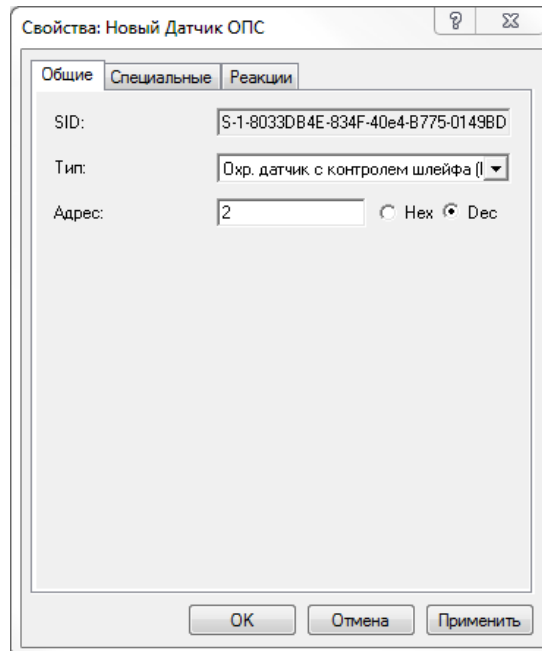 Свойства: Новый Датчик ОПС
Общие Специальные Реакции
SID: S-1-8033DB4E-834F-40e4-B775-0149BD
Тип: Охр. датчик с контролем шлейфа (
Адрес: 2 Hex Dec
OK Отмена Применить